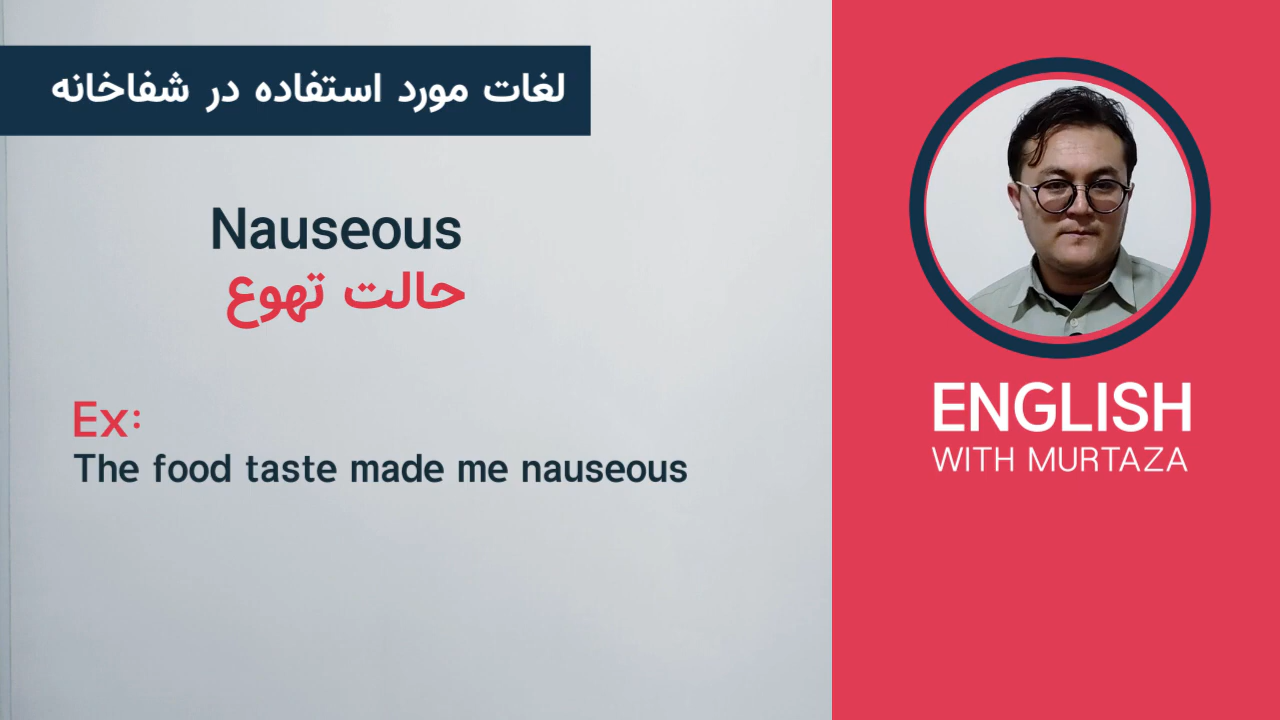 لغات مورد استفاده در شفاخانه
Nauseous
حالت تهوع
Ex:
The food taste made me nauseous
ENGLISH
WITH MURTAZA